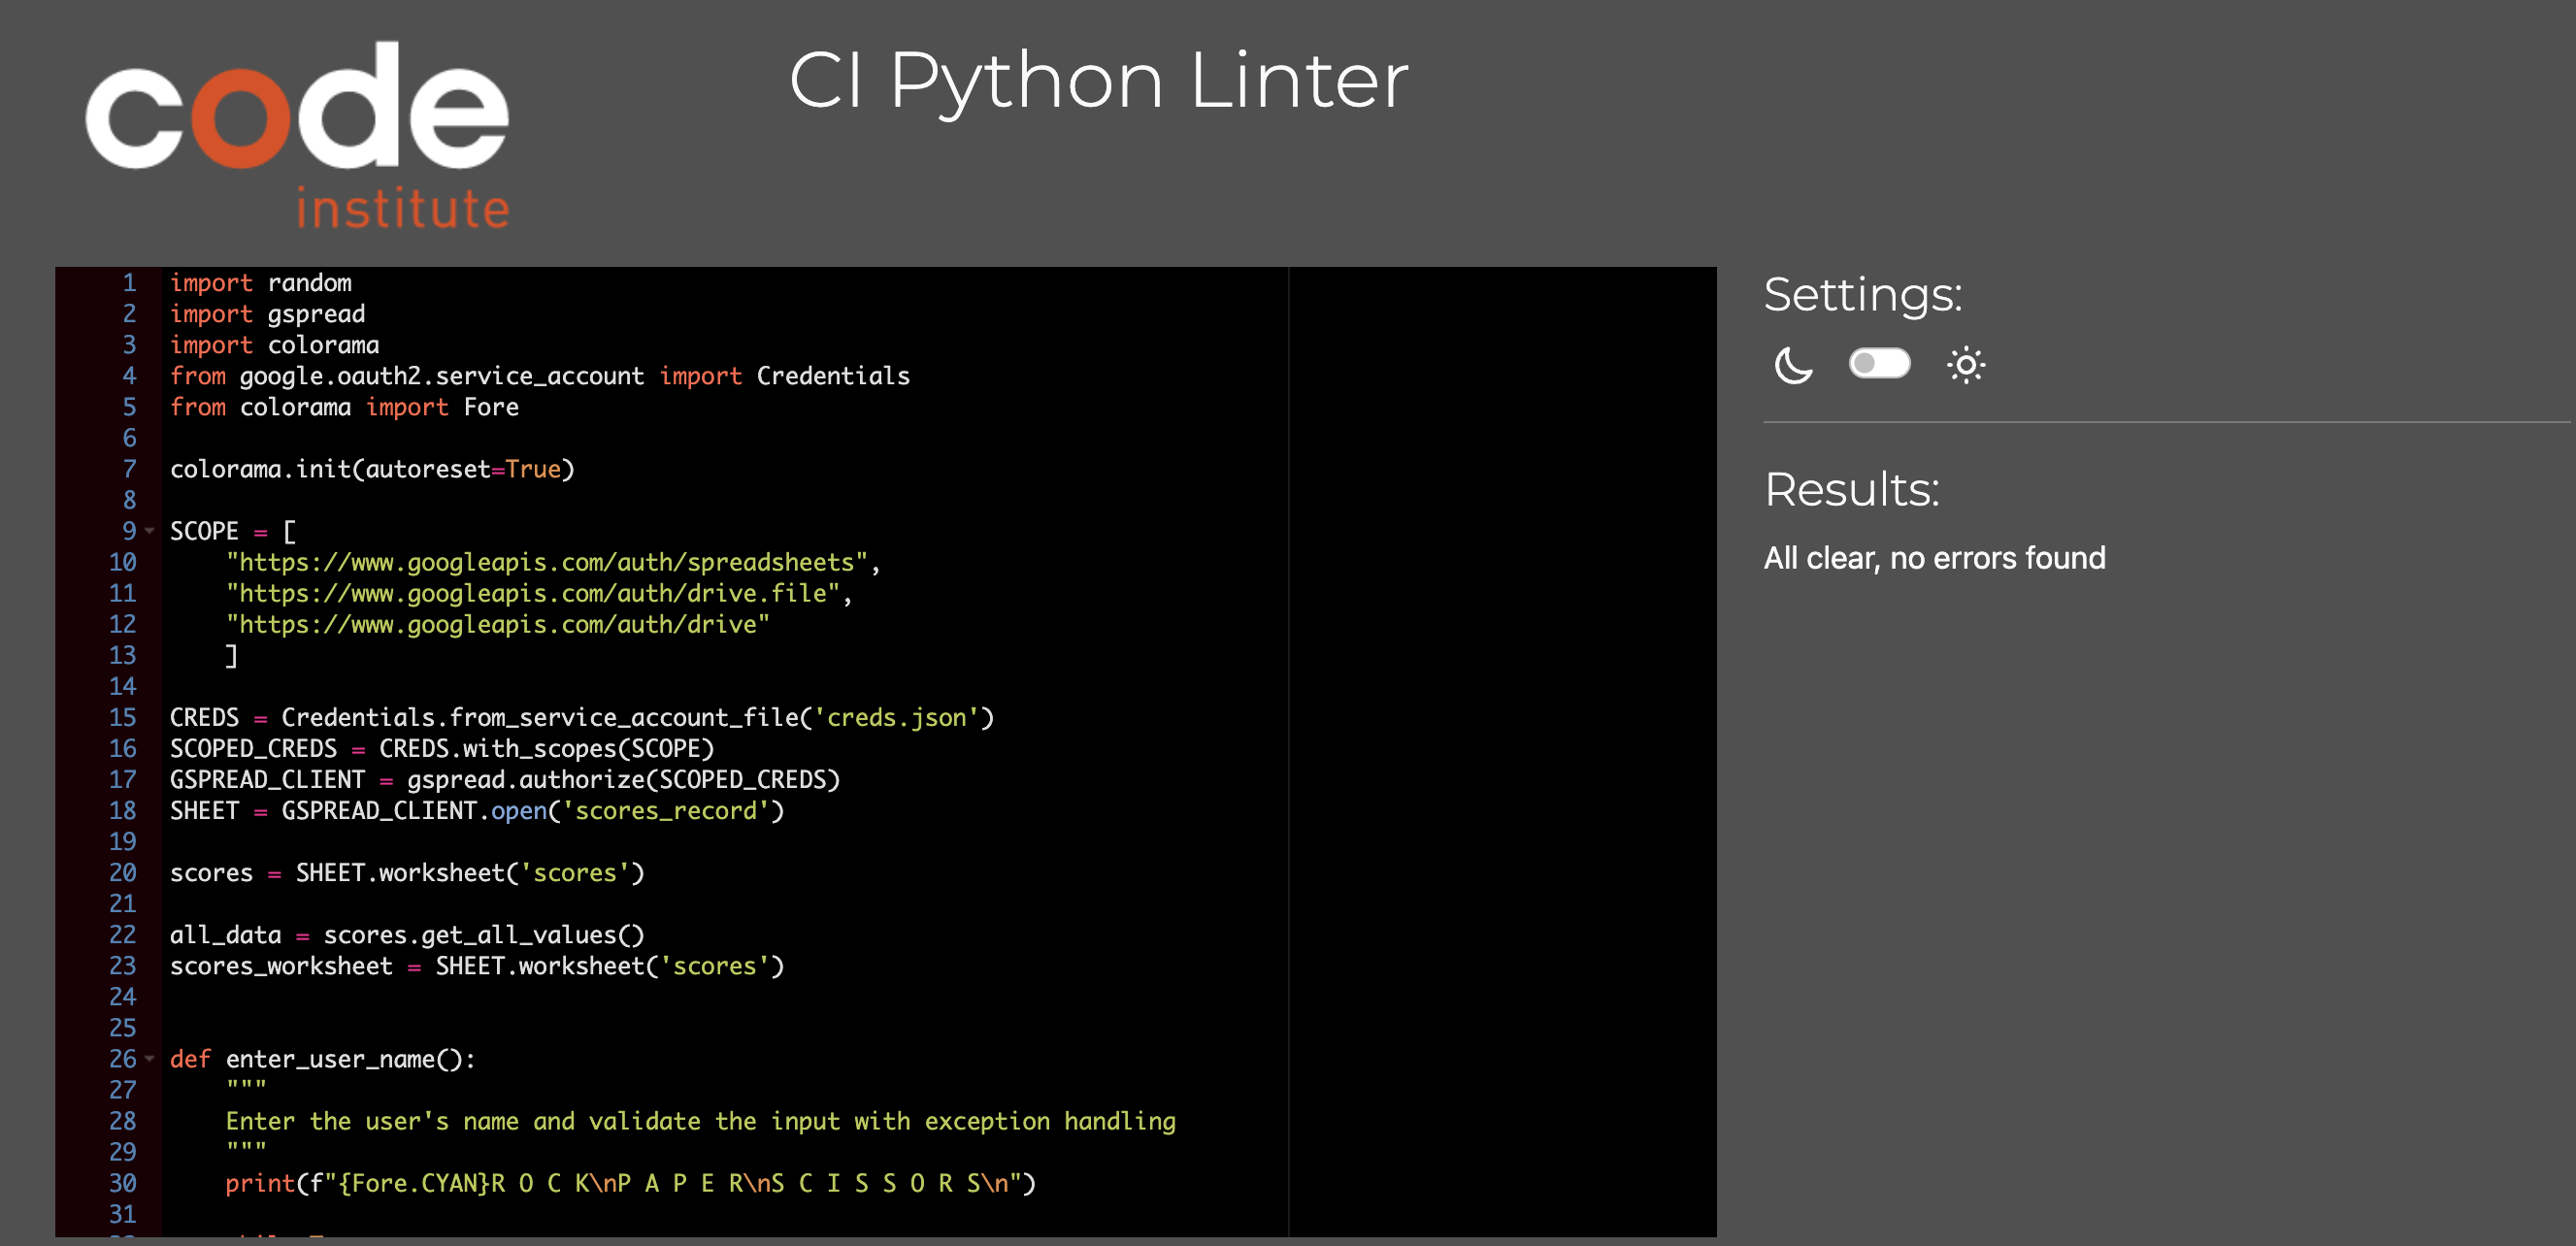 code
institute
CI Python Linter
1 import random
2 import gspread
3 import colorama
4 from google.oauth2.service_account import Credentials
5 from colorama import Fore
6
7 colorama.init(autoreset=True)
8
9 SCOPE = [
10     "https://www.googleapis.com/auth/spreadsheets",
11     "https://www.googleapis.com/auth/drive.file",
12     "https://www.googleapis.com/auth/drive"
13     ]
14
15 CREDS = Credentials.from_service_account_file('creds.json')
16 SCOPED_CREDS = CREDS.with_scopes(SCOPE)
17 GSPREAD_CLIENT = gspread.authorize(SCOPED_CREDS)
18 SHEET = GSPREAD_CLIENT.open('scores_record')
19
20 scores = SHEET.worksheet('scores')
21
22 all_data = scores.get_all_values()
23 scores_worksheet = SHEET.worksheet('scores')
24
25
26 def enter_user_name():
27     """
28     Enter the user's name and validate the input with exception handling
29     """
30     print(f"{Fore.CYAN}R O C K\nP A P E R\nS C I S S O R S\n")
31
Settings:
Results:
All clear, no errors found